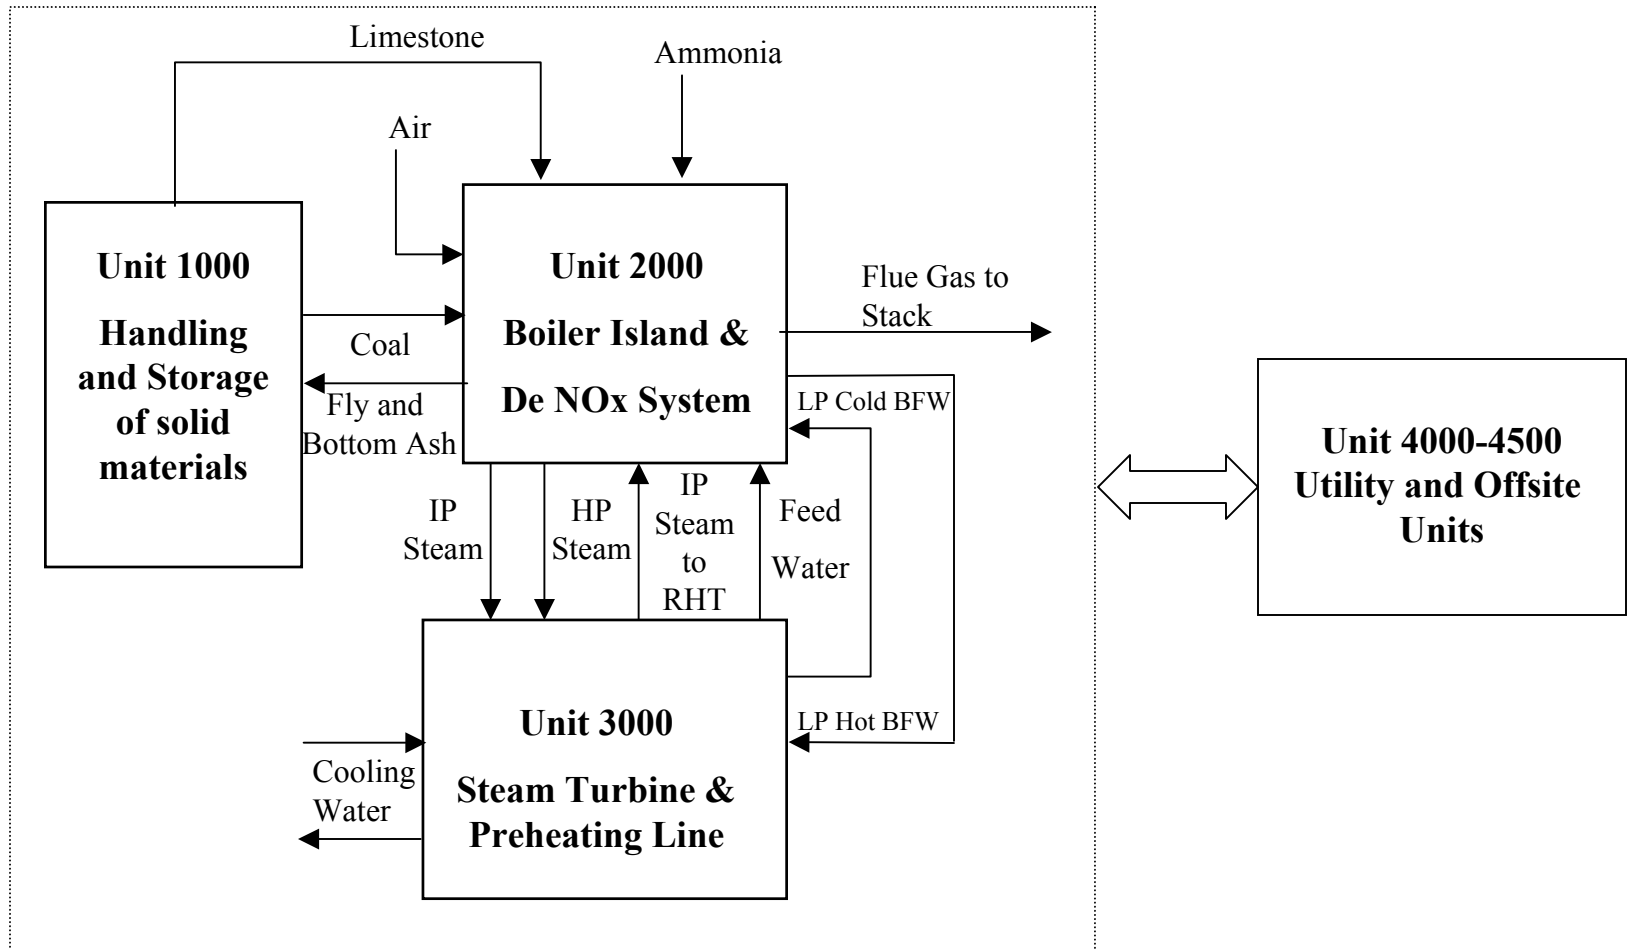 Limestone
Ammonia
Air
Unit 1000
Handling
and Storage
of solid
materials
Coal
Fly and
Bottom Ash
Unit 2000
Boiler Island &
De NOx System
Flue Gas to
Stack
LP Cold BFW
IP
Steam
HP
Steam
IP
Steam
to
RHT
Feed
Water
LP Hot BFW
Unit 3000
Steam Turbine &
Preheating Line
Cooling
Water
Unit 4000-4500
Utility and Offsite
Units